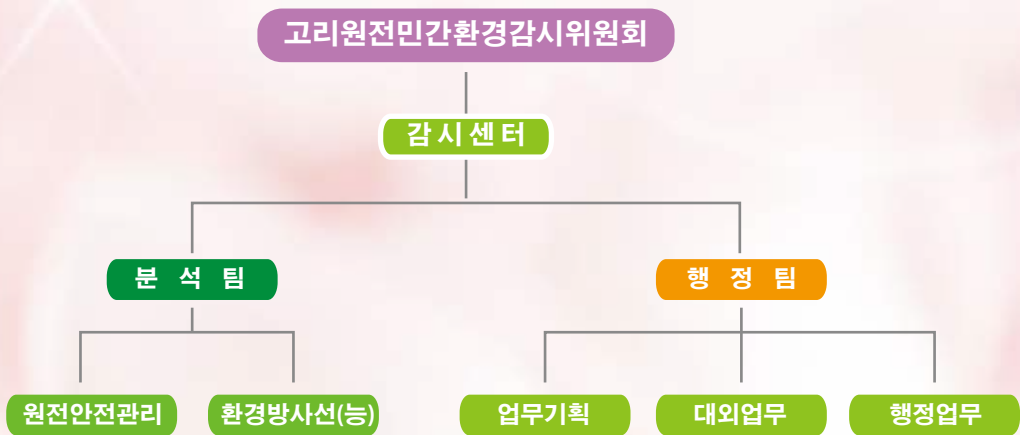 고리원전민간환경감시위원회
감시센터
분석팀
행정팀
원전안전관리
환경방사선(능)
업무기획
대외업무
행정업무